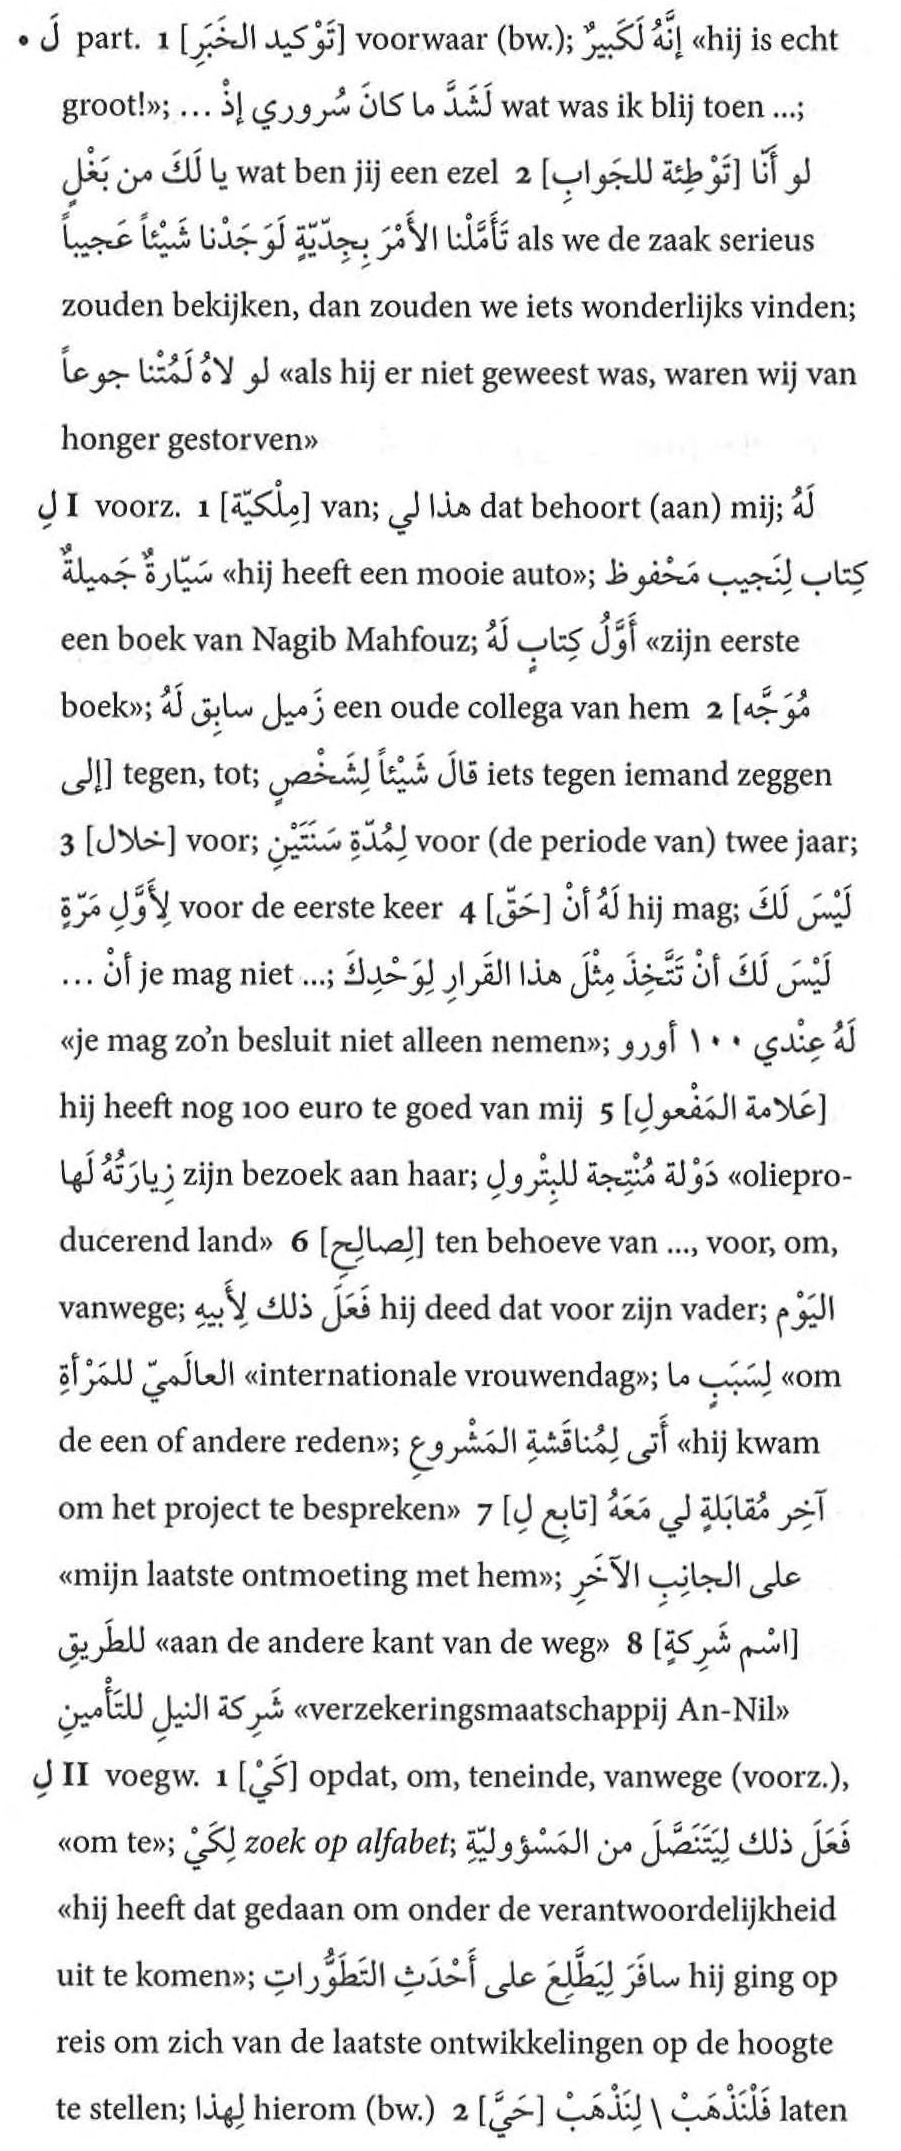 • لَ part. 1 [تَوْكيد الخَبَرِ] voorwaar (bw.); إنَّهُ لَكَبيرٌ «hij is echt
groot!»; ... لَشَدَّ ما كانَ سُروري إذْ wat was ik blij toen ...;
يا لَكَ من بَغْلٍ wat ben jij een ezel 2 [تَوْطِئة للجَوابِ] لو أنَّنا
تَأَمَّلْنا الأَمْرَ بِجِدّيّةٍ لَوَجَدْنا شَيْئاً عَجيباً als we de zaak serieus
zouden bekijken, dan zouden we iets wonderlijks vinden;
لو لاهُ لَمُتْنا جوعاً «als hij er niet geweest was, waren wij van
honger gestorven»
لِ I voorz. 1 [مِلْكيّة] van; هذا لي dat behoort (aan) mij; لَهُ
سَيّارةٌ جَميلةٌ «hij heeft een mooie auto»; كِتاب لِنَجيب مَحْفوظ
een boek van Nagib Mahfouz; أَوَّلُ كِتابٍ لَهُ «zijn eerste
boek»; زَميل سابِق لَهُ een oude collega van hem 2 [مُوَجَّه
إلى] tegen, tot; قالَ شَيْئاً لِشَخْصٍ iets tegen iemand zeggen
3 [خلال] voor; لِمُدّةِ سَنَتَيْنِ voor (de periode van) twee jaar;
لِأَوَّلِ مَرّةٍ voor de eerste keer 4 [حَقّ] لَهُ أنْ hij mag; لَيْسَ لَكَ
... أنْ je mag niet ...; لَيْسَ لَكَ أنْ تَتَّخِذَ مِثْلَ هذا القَرارِ لِوَحْدِكَ
«je mag zo’n besluit niet alleen nemen»; لَهُ عِنْدي ١٠٠ أورو
hij heeft nog 100 euro te goed van mij 5 [عَلامة المَفْعولِ]
زِيارَتُهُ لَها zijn bezoek aan haar; دَوْلة مُنْتِجة للبِتْرولِ «oliepro-
ducerend land» 6 [لِصالِحِ] ten behoeve van ..., voor, om,
vanwege; فَعَلَ ذلك لِأَبيهِ hij deed dat voor zijn vader; اليَوْم
العالَميّ للمَرْأةِ «internationale vrouwendag»; لِسَبَبٍ ما «om
de een of andere reden»; أَتى لِمُناقَشةِ المَشْروعِ «hij kwam
om het project te bespreken» 7 [تابِع لِ] آخِر مُقابَلةٍ لي مَعَهُ
«mijn laatste ontmoeting met hem»; على الجانِبِ الآخَرِ
للطَريقِ «aan de andere kant van de weg» 8 [اسْم شَرِكةٍ]
شَرِكة النيلِ للتَأْمينِ «verzekeringsmaatschappij An-Nil»
لِ II voegw. 1 [كَيْ] opdat, om, teneinde, vanwege (voorz.),
«om te»; لِكَيْ zoek op alfabet; فَعَلَ ذلك لِيَتَنَصَّلَ من المَسْؤوليّةِ
«hij heeft dat gedaan om onder de verantwoordelijkheid
uit te komen»; سافَرَ لِيَطَّلِعَ على أَحْدَثِ التَطَوُّراتِ hij ging op
reis om zich van de laatste ontwikkelingen op de hoogte
te stellen; لِهذا hierom (bw.) 2 [حَيَّ] فَلْنَذْهَبْ \ لِنَذْهَبْ laten